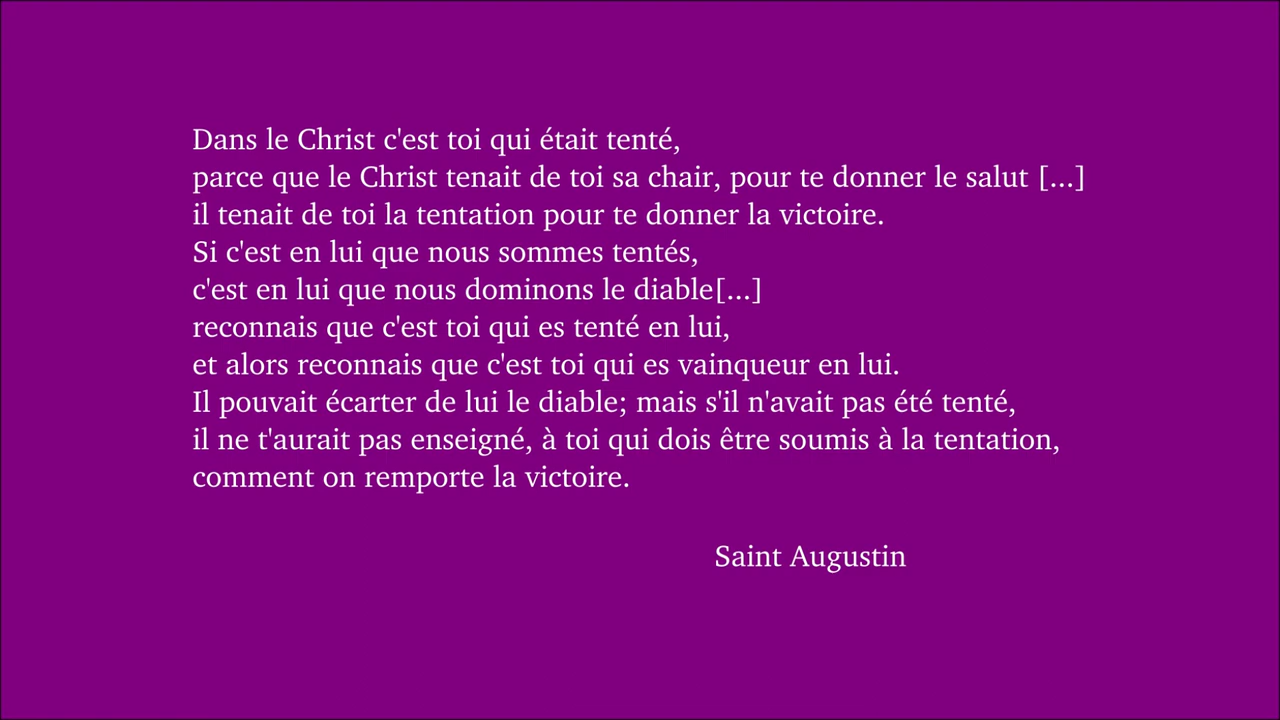 Dans le Christ c'est toi qui était tenté,
parce que le Christ tenait de toi sa chair, pour te donner le salut [...]
il tenait de toi la tentation pour te donner la victoire.
Si c'est en lui que nous sommes tentés,
c'est en lui que nous dominons le diable[...]
reconnais que c'est toi qui es tenté en lui,
et alors reconnais que c'est toi qui es vainqueur en lui.
Il pouvait écarter de lui le diable; mais s'il n'avait pas été tenté,
il ne t'aurait pas enseigné, à toi qui dois être soumis à la tentation,
comment on remporte la victoire.
Saint Augustin